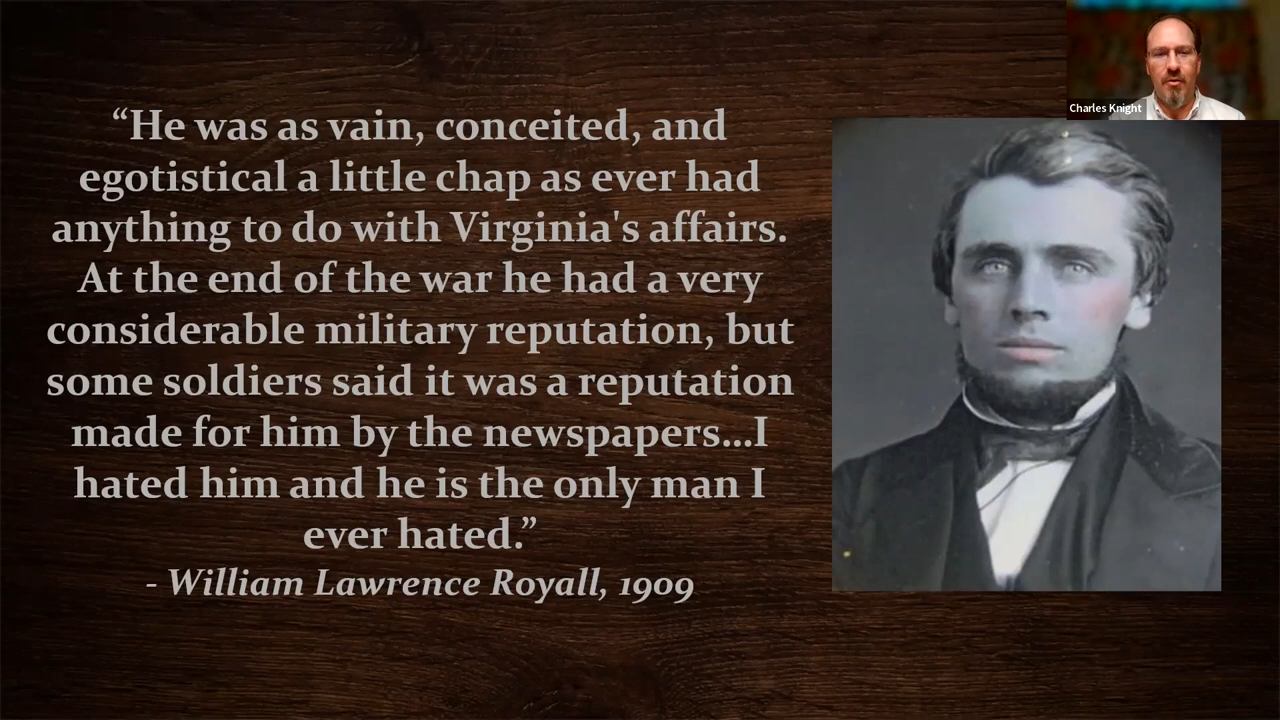 “He was as vain, conceited, and
egotistical a little chap as ever had
anything to do with Virginia's affairs.
At the end of the war he had a very
considerable military reputation, but
some soldiers said it was a reputation
made for him by the newspapers...I
hated him and he is the only man I
ever hated.”
- William Lawrence Royall, 1909
Charles Knight